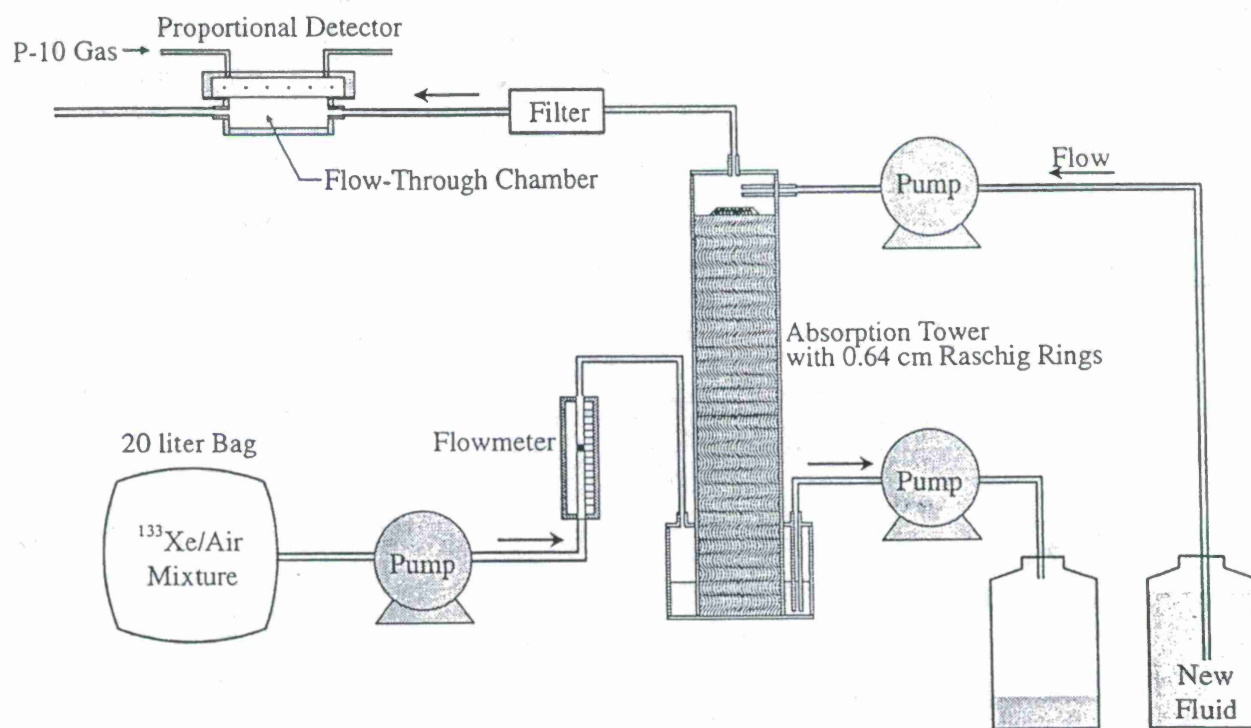 Proportional Detector
P-10 Gas
Filter
Flow-Through Chamber
Pump
Flow
Absorption Tower
with 0.64 cm Raschig Rings
Flowmeter
20 liter Bag
¹³³Xe/Air
Mixture
Pump
Pump
New
Fluid